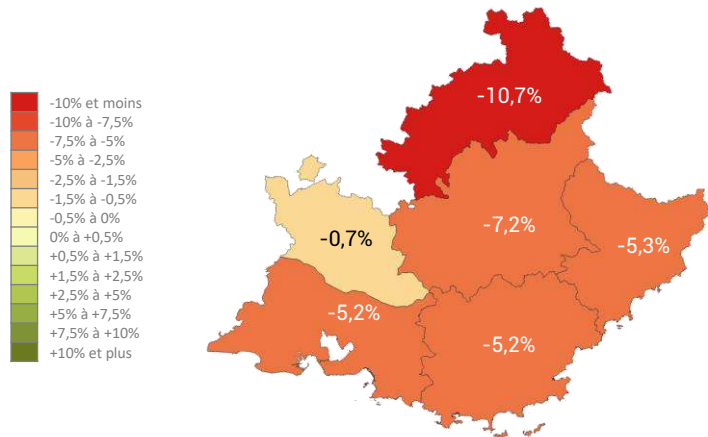 -10% et moins
-10% à -7,5%
-7,5% à -5%
-5% à -2,5%
-2,5% à -1,5%
-1,5% à -0,5%
-0,5% à 0%
0% à +0,5%
+0,5% à +1,5%
+1,5% à +2,5%
+2,5% à +5%
+5% à +7,5%
+7,5% à +10%
+10% et plus
-10,7%
-7,2%
-0,7%
-5,3%
-5,2%
-5,2%